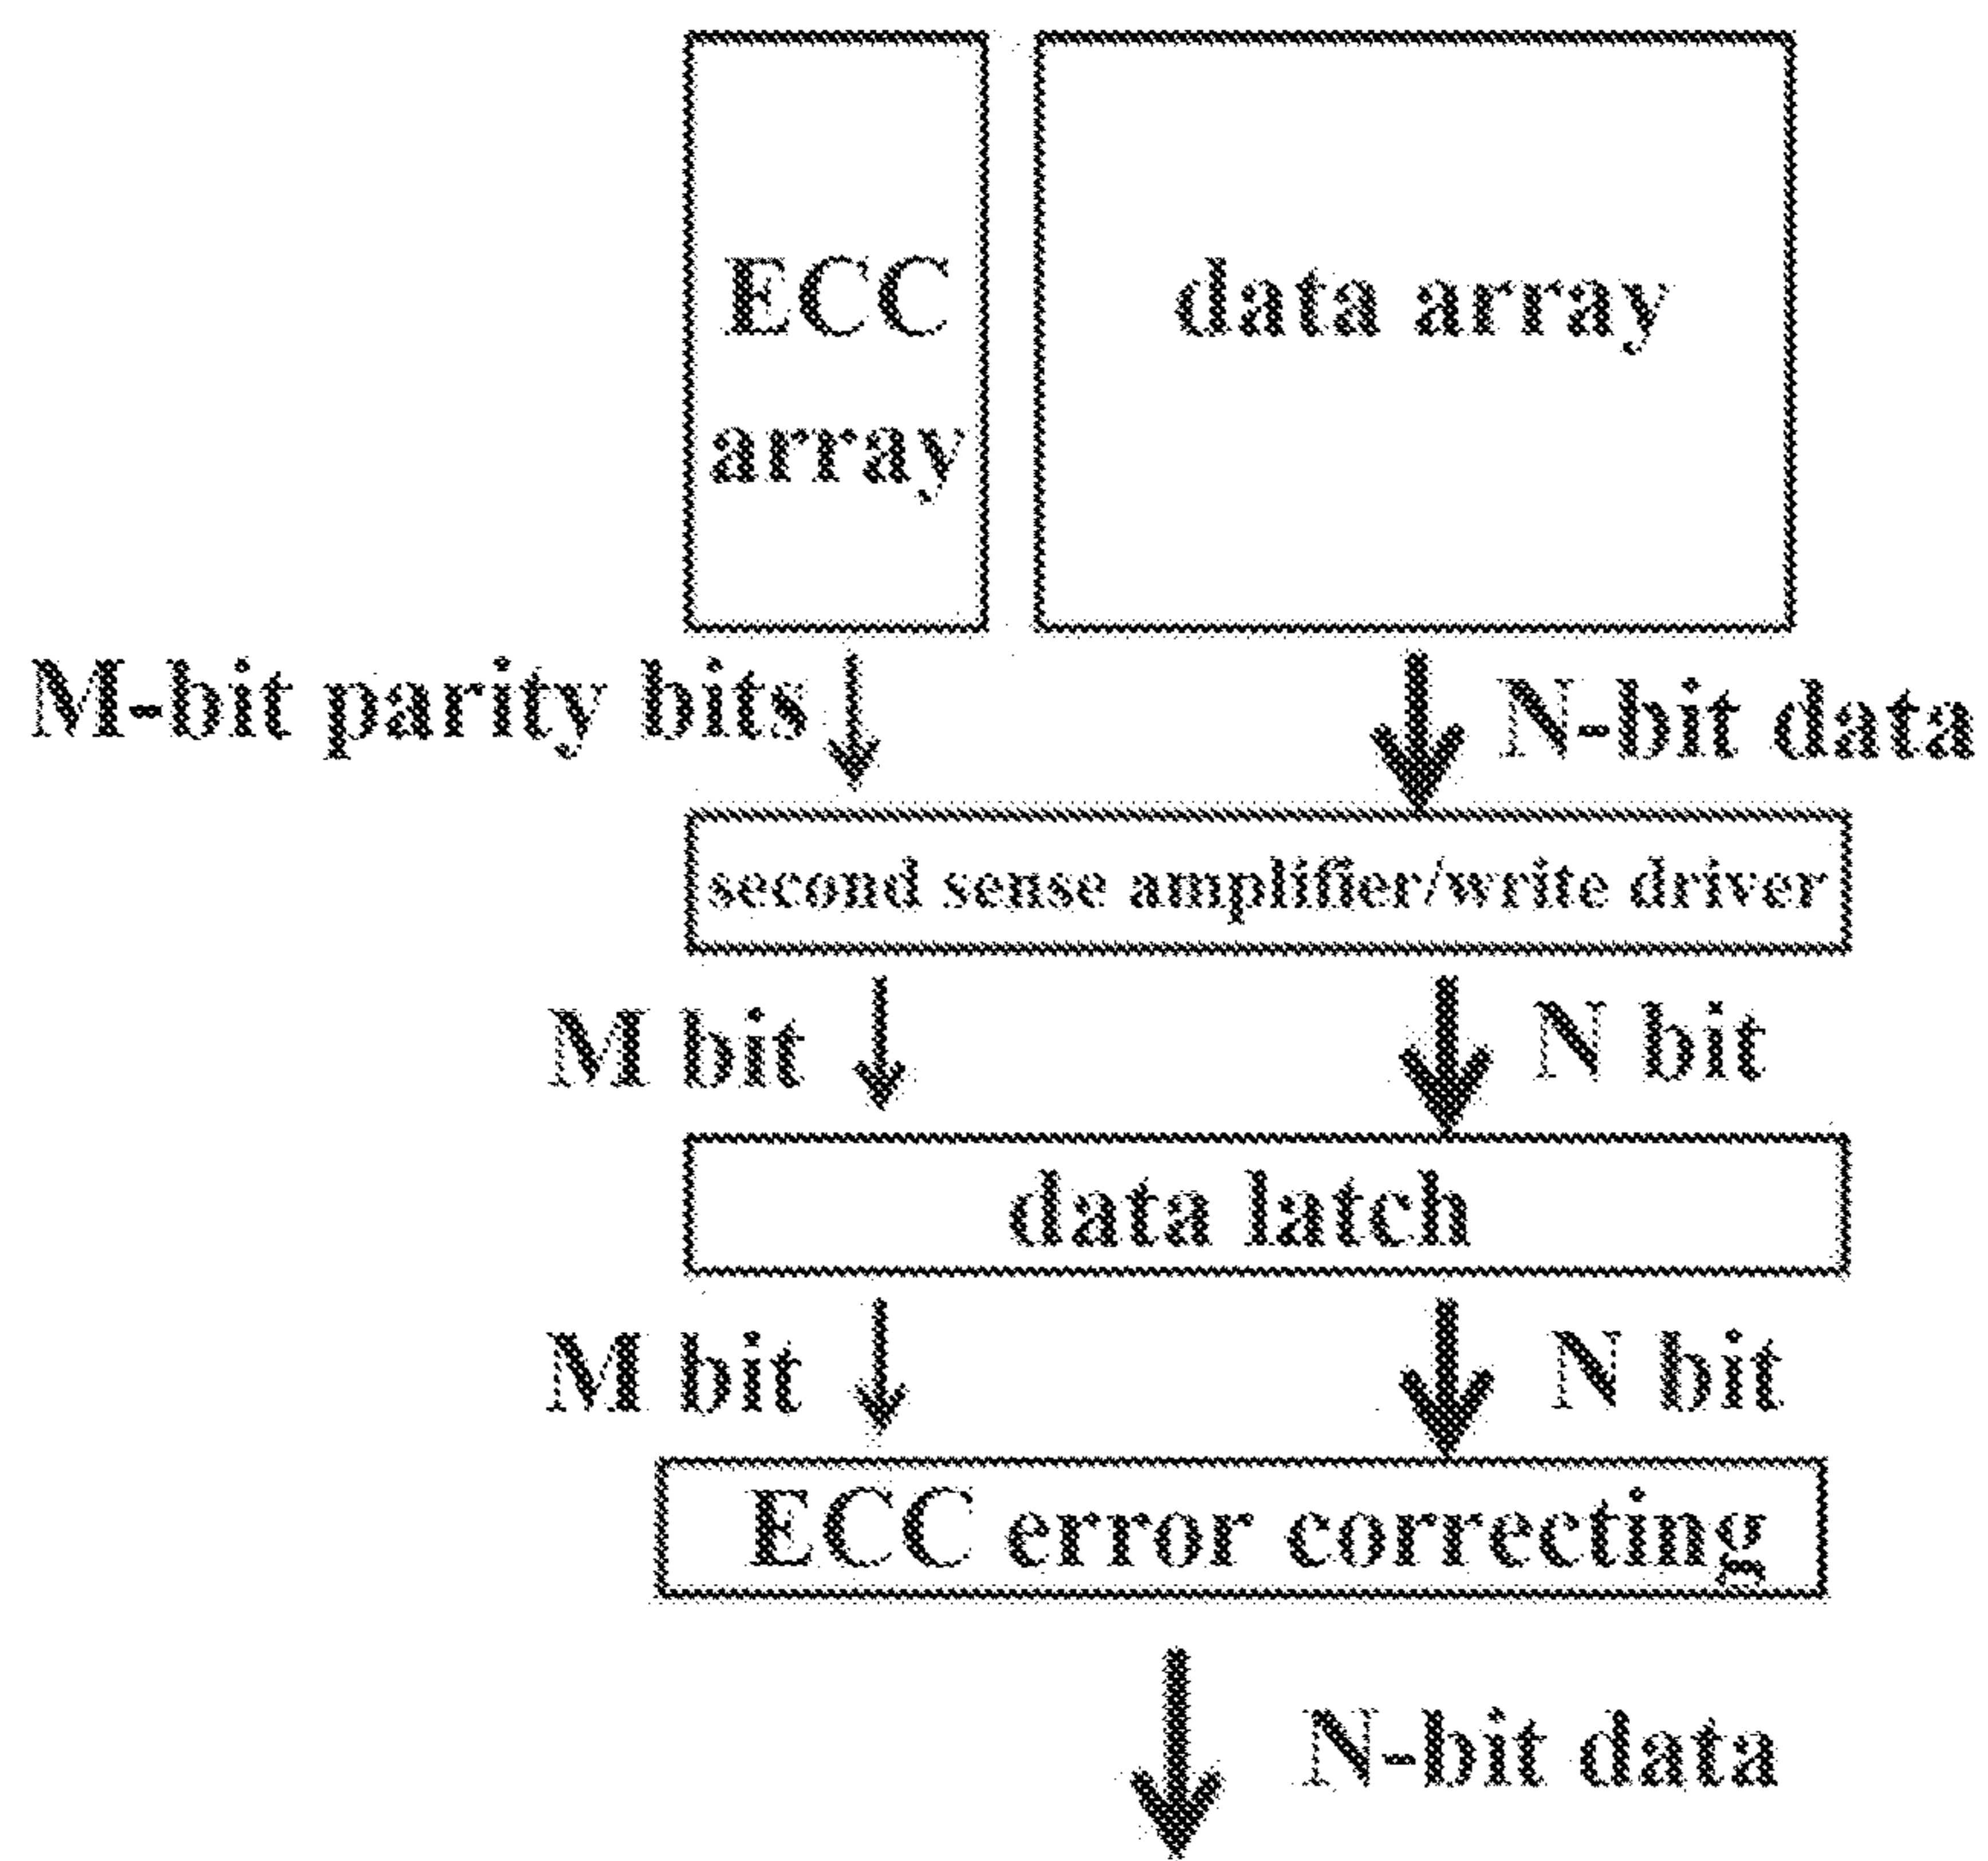 ECC
array
data array
M-bit parity bits
N-bit data
second sense amplifier/write driver
M bit
N bit
data latch
M bit
N bit
ECC error correcting
N-bit data